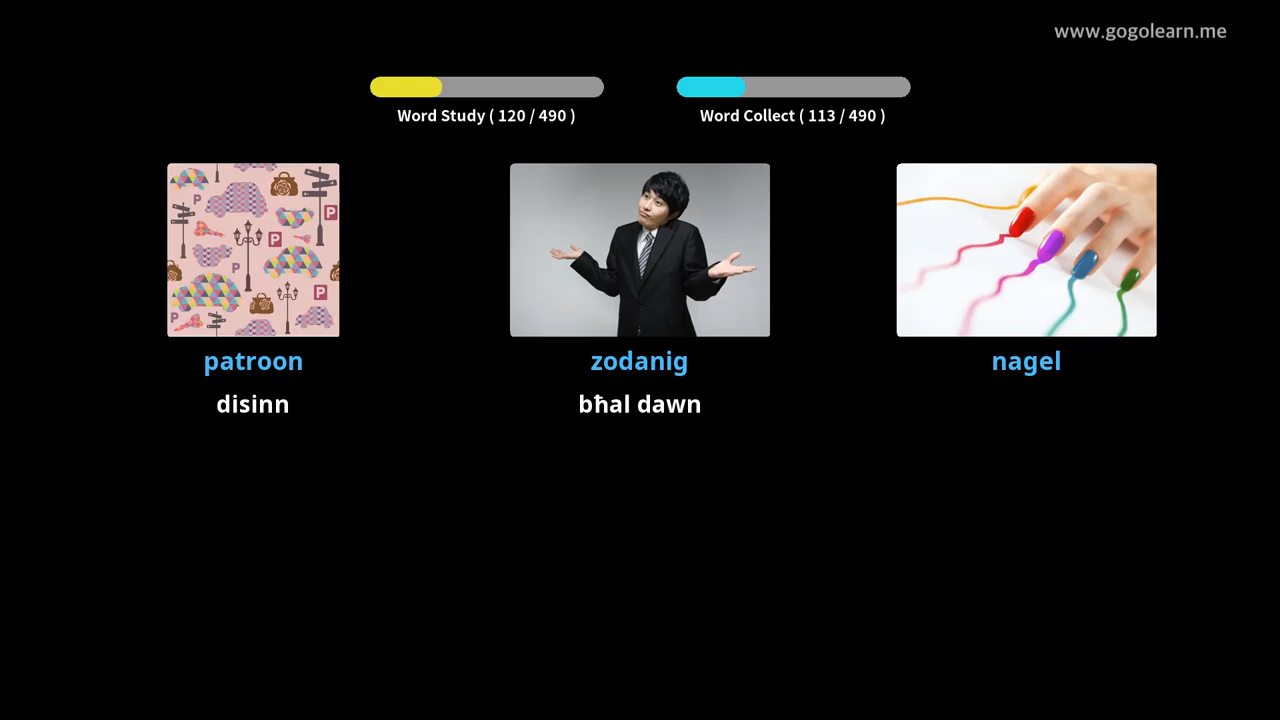 www.gogolearn.me
Word Study ( 120 / 490 )
Word Collect ( 113 / 490 )
P
P
P
P
P
P
patroon
zodanig
nagel
disinn
bħal dawn